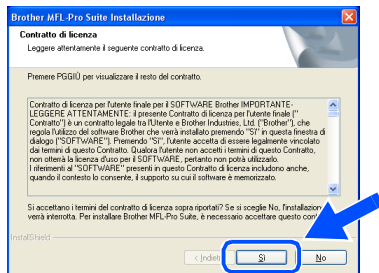 Brother MFL-Pro Suite Installazione
Contratto di licenza
Leggere attentamente il seguente contratto di licenza.
Premere PGGIÙ per visualizzare il resto del contratto.
Contratto di licenza per l'utente finale per il SOFTWARE Brother IMPORTANTE-
LEGGERE ATTENTAMENTE: il presente Contratto di licenza per l'utente finale ("
Contratto") è un contratto legale tra l'Utente e Brother Industries, Ltd. ("Brother"), che
regola l'utilizzo del software Brother che verrà installato premendo "Sì" in questa finestra di
dialogo ("SOFTWARE"). Premendo "Sì", l'utente accetta di essere legalmente vincolato
dai termini di questo Contratto. Qualora l'utente non accetti i termini di questo Contratto,
non otterrà la licenza d'uso per il SOFTWARE, pertanto non potrà utilizzarlo.
I riferimenti al "SOFTWARE" presenti in questo Contratto di licenza includono anche,
quando il contesto lo consente, il supporto su cui il software è memorizzato.
Si accettano i termini del contratto di licenza sopra riportati? Se si sceglie No, l'installazione
verrà interrotta. Per installare Brother MFL-Pro Suite, è necessario accettare questo
InstallShield
< Indietro
Sì
No